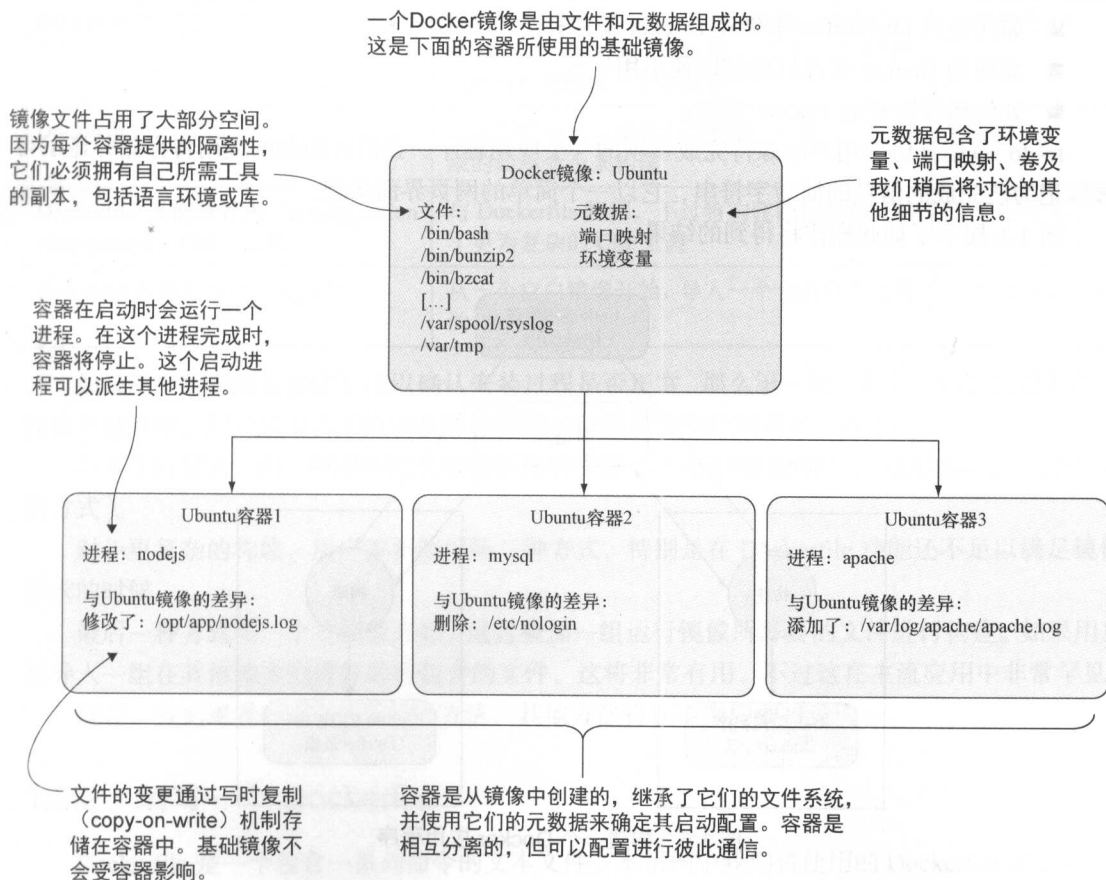 一个Docker镜像是由文件和元数据组成的。
这是下面的容器所使用的基础镜像。
镜像文件占用了大部分空间。
因为每个容器提供的隔离性，
它们必须拥有自己所需工具
的副本，包括语言环境或库。
元数据包含了环境变
量、端口映射、卷及
我们稍后将讨论的其
他细节的信息。
Docker镜像：Ubuntu
文件：
/bin/bash
/bin/bunzip2
/bin/bzcat
[…]
/var/spool/rsyslog
/var/tmp
元数据：
端口映射
环境变量
容器在启动时会运行一个
进程。在这个进程完成时，
容器将停止。这个启动进
程可以派生其他进程。
Ubuntu容器1
进程：nodejs
与Ubuntu镜像的差异：
修改了：/opt/app/nodejs.log
Ubuntu容器2
进程：mysql
与Ubuntu镜像的差异：
删除：/etc/nologin
Ubuntu容器3
进程：apache
与Ubuntu镜像的差异：
添加了：/var/log/apache/apache.log
文件的变更通过写时复制
（copy-on-write）机制存
储在容器中。基础镜像不
会受容器影响。
容器是从镜像中创建的，继承了它们的文件系统，
并使用它们的元数据来确定其启动配置。容器是
相互分离的，但可以配置进行彼此通信。